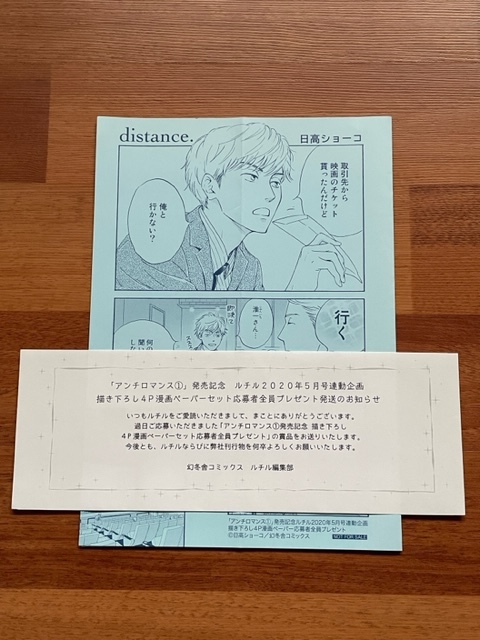 distance.
日高ショーコ
取引先から
映画のチケット
貰ったんだけど
俺と
行かない?
行く
準一さん…
「アンチロマンス①」発売記念 ルチル2020年5月号連動企画
描き下ろし4P漫画ペーパーセット応募者全員プレゼント発送のお知らせ
いつもルチルをご愛読いただきまして、まことにありがとうございます。
過日ご応募いただきました「アンチロマンス①発売記念 描き下ろし
4P漫画ペーパーセット応募者全員プレゼント」の賞品をお送りいたします。
今後とも、ルチルならびに弊社刊行物を何卒よろしくお願いいたします。
幻冬舎コミックス ルチル編集部
「アンチロマンス①」発売記念ルチル2020年5月号連動企画
描き下ろし4P漫画ペーパー応募者全員プレゼント
©日高ショーコ/幻冬舎コミックス
NOT FOR SALE